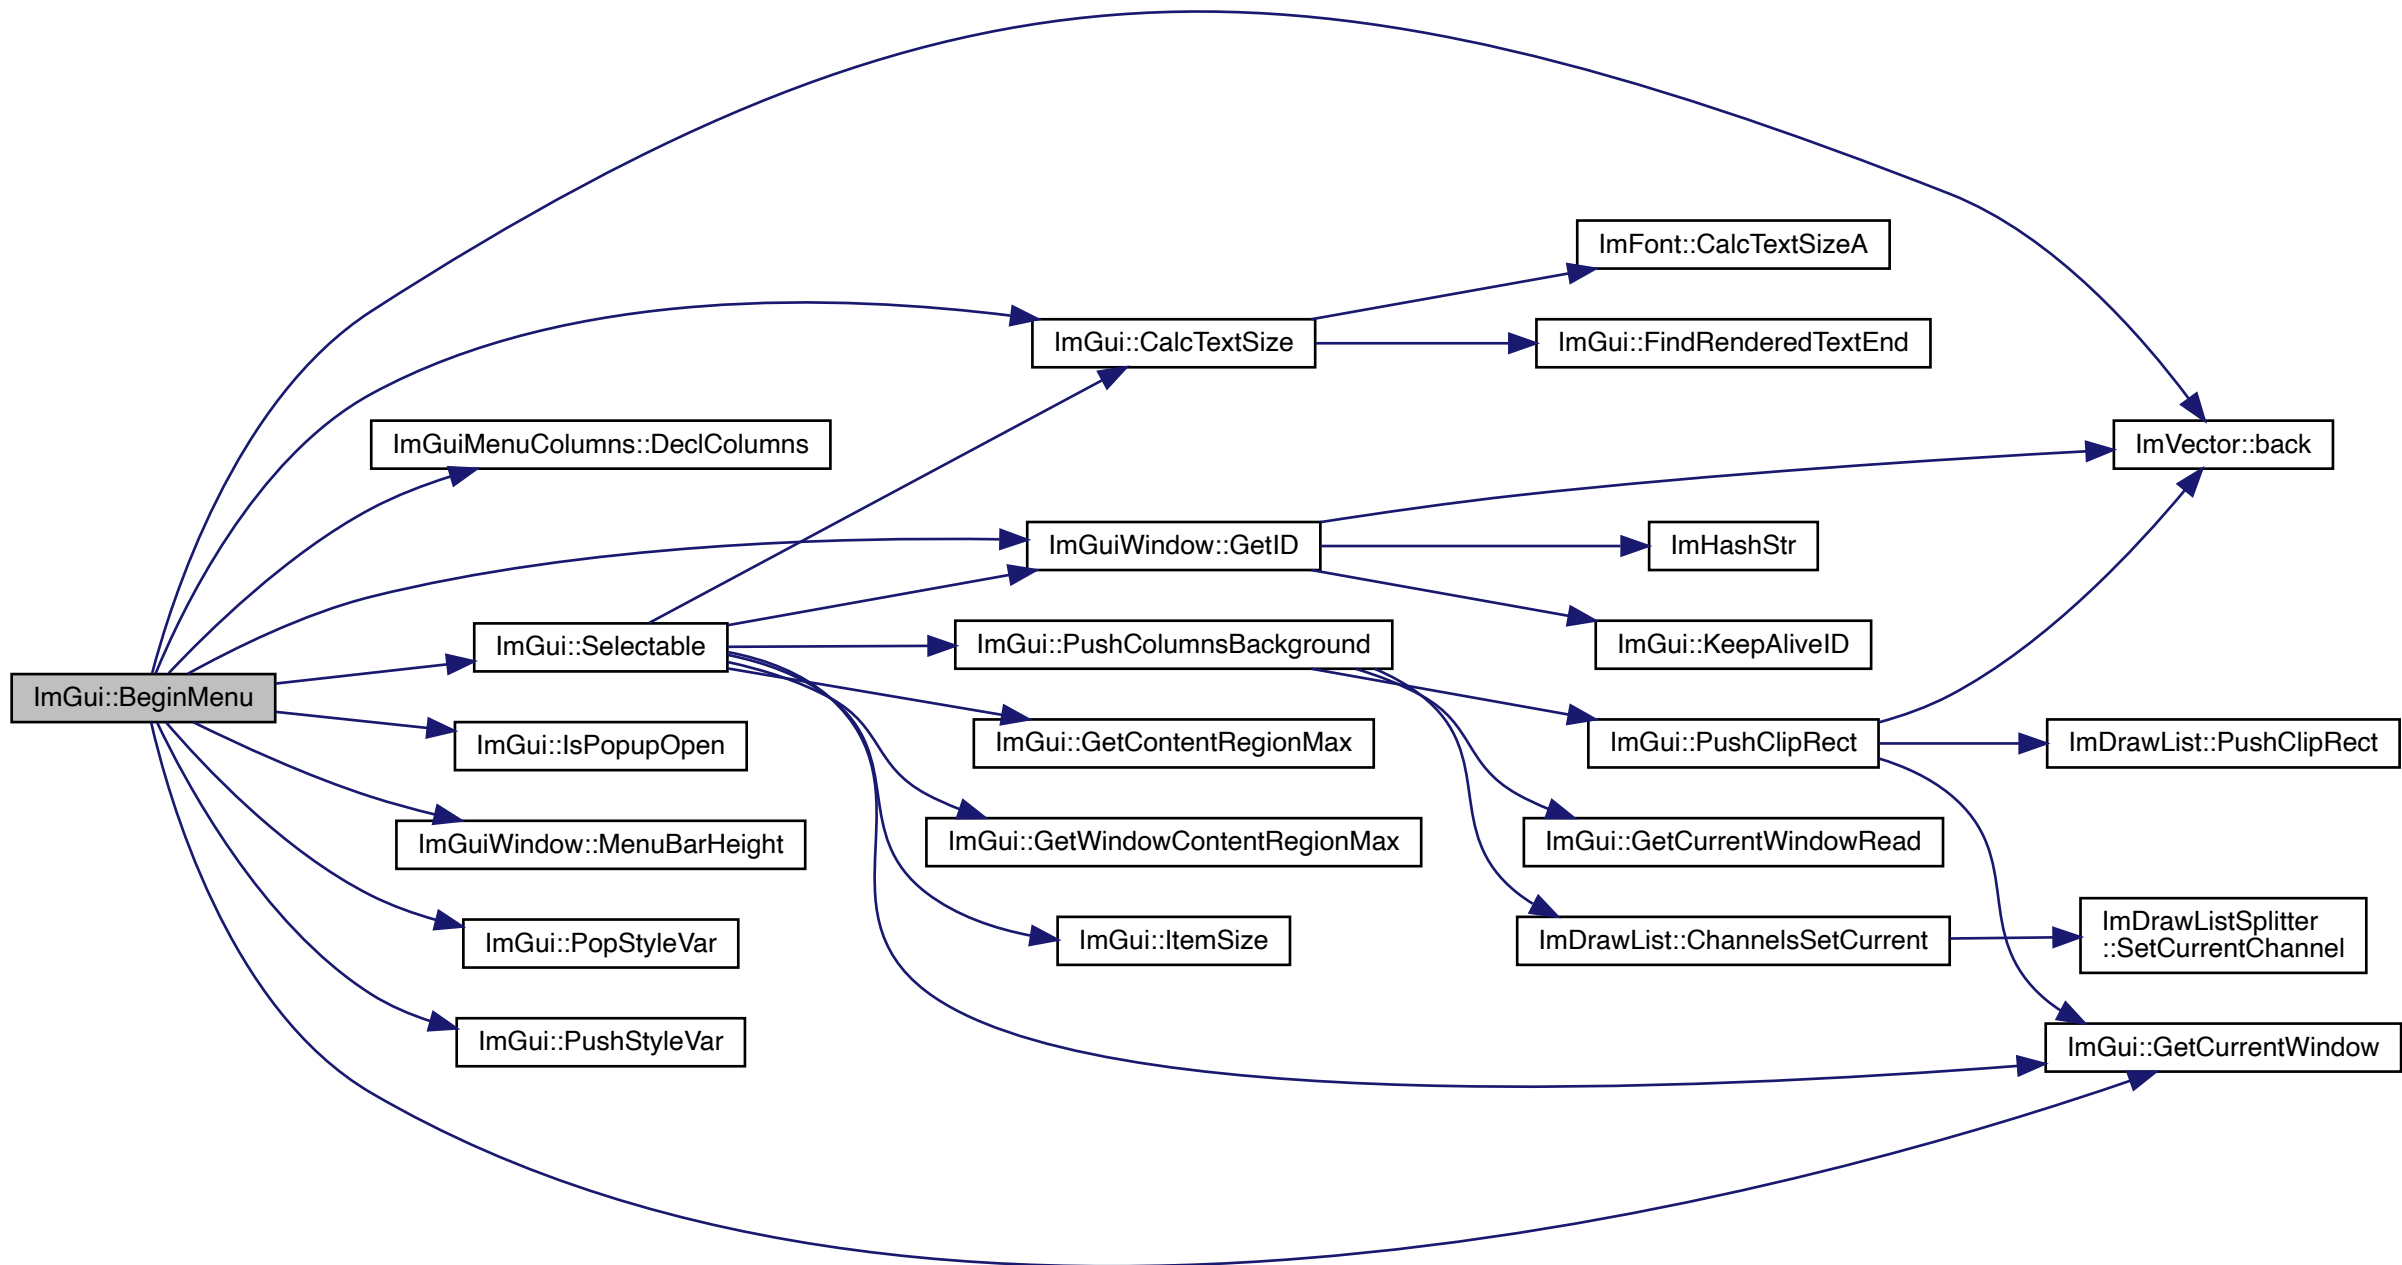 ImFont::CalcTextSizeA
ImGui::CalcTextSize
ImGui::FindRenderedTextEnd
ImGuiMenuColumns::DeclColumns
ImVector::back
ImGuiWindow::GetID
ImHashStr
ImGui::Selectable
ImGui::PushColumnsBackground
ImGui::KeepAliveID
ImGui::BeginMenu
ImGui::IsPopupOpen
ImGui::GetContentRegionMax
ImGui::PushClipRect
ImDrawList::PushClipRect
ImGuiWindow::MenuBarHeight
ImGui::GetWindowContentRegionMax
ImGui::GetCurrentWindowRead
ImGui::PopStyleVar
ImGui::ItemSize
ImDrawList::ChannelsSetCurrent
ImDrawListSplitter
::SetCurrentChannel
ImGui::PushStyleVar
ImGui::GetCurrentWindow